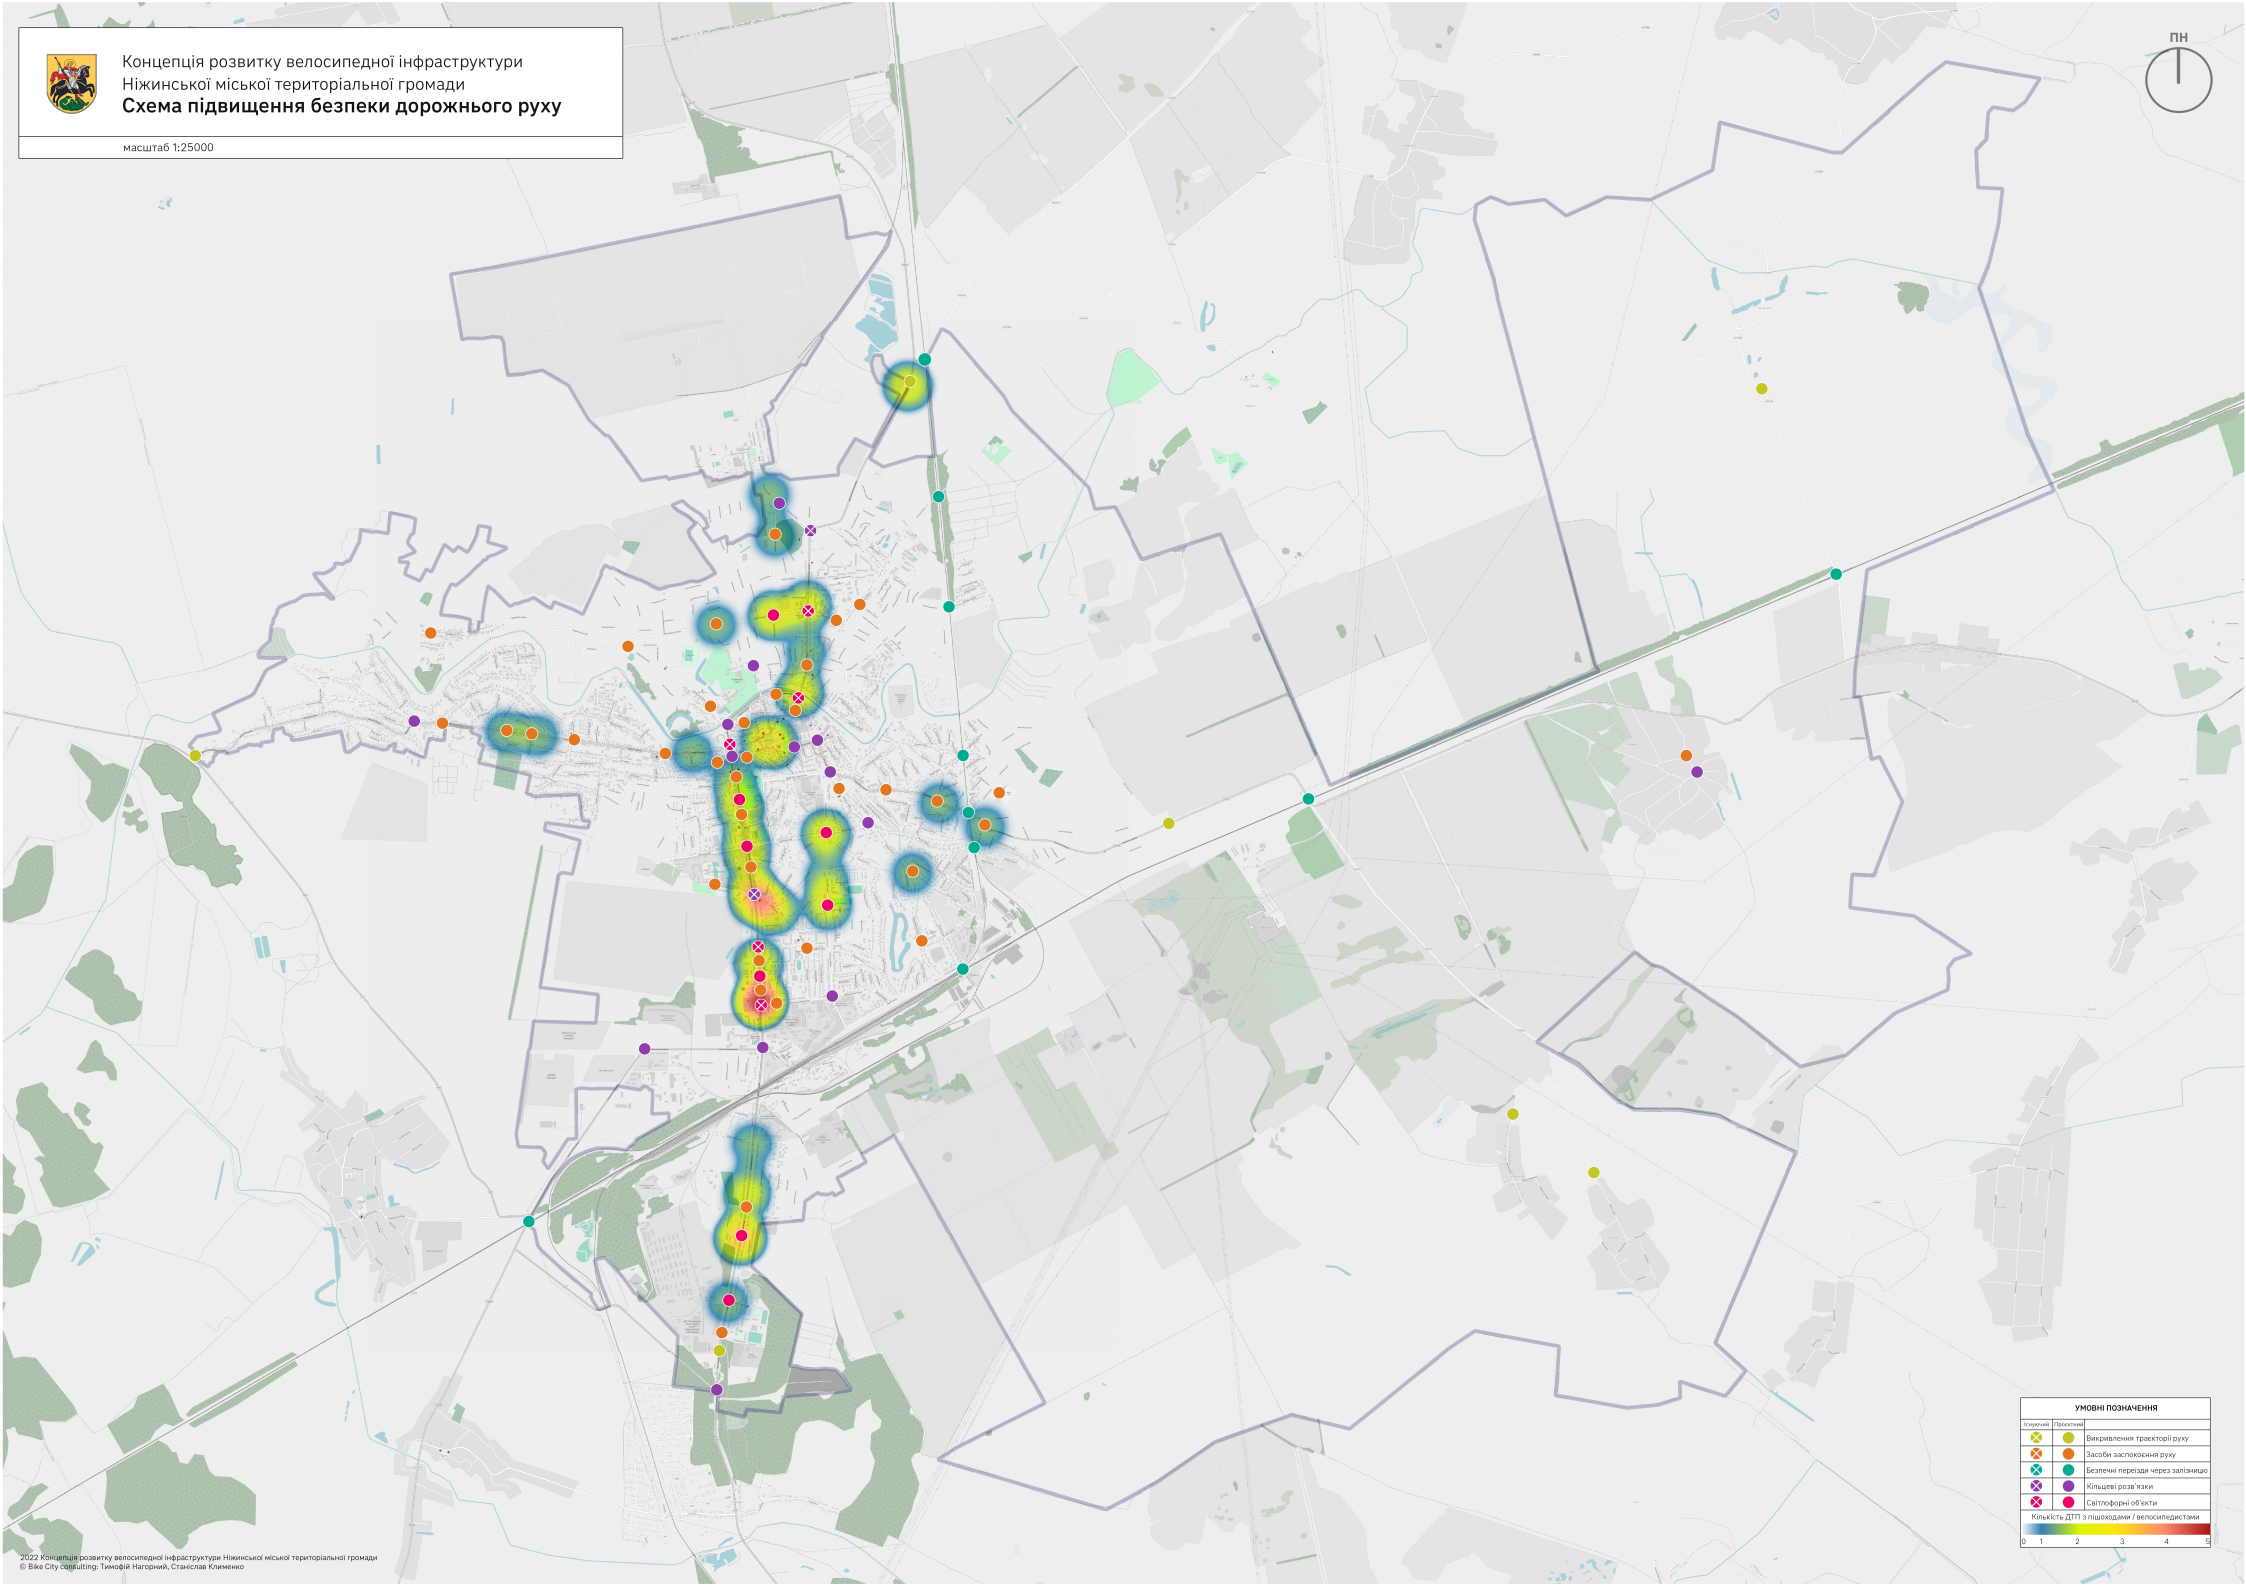 Концепція розвитку велосипедної інфраструктури
Ніжинської міської територіальної громади
Схема підвищення безпеки дорожнього руху
масштаб 1:25000
ПН
УМОВНІ ПОЗНАЧЕННЯ
Існуючий Проєктний
Викривлення траєкторії руху
Засоби заспокоєння руху
Безпечні переїзди через залізницю
Кільцеві розв'язки
Світлофорні об'єкти
Кількість ДТП з пішоходами / велосипедистами
0 1 2 3 4 5
2022 Концепція розвитку велосипедної інфраструктури Ніжинської міської територіальної громади
© Bike City consulting: Тимофій Нагорний, Станіслав Клименко